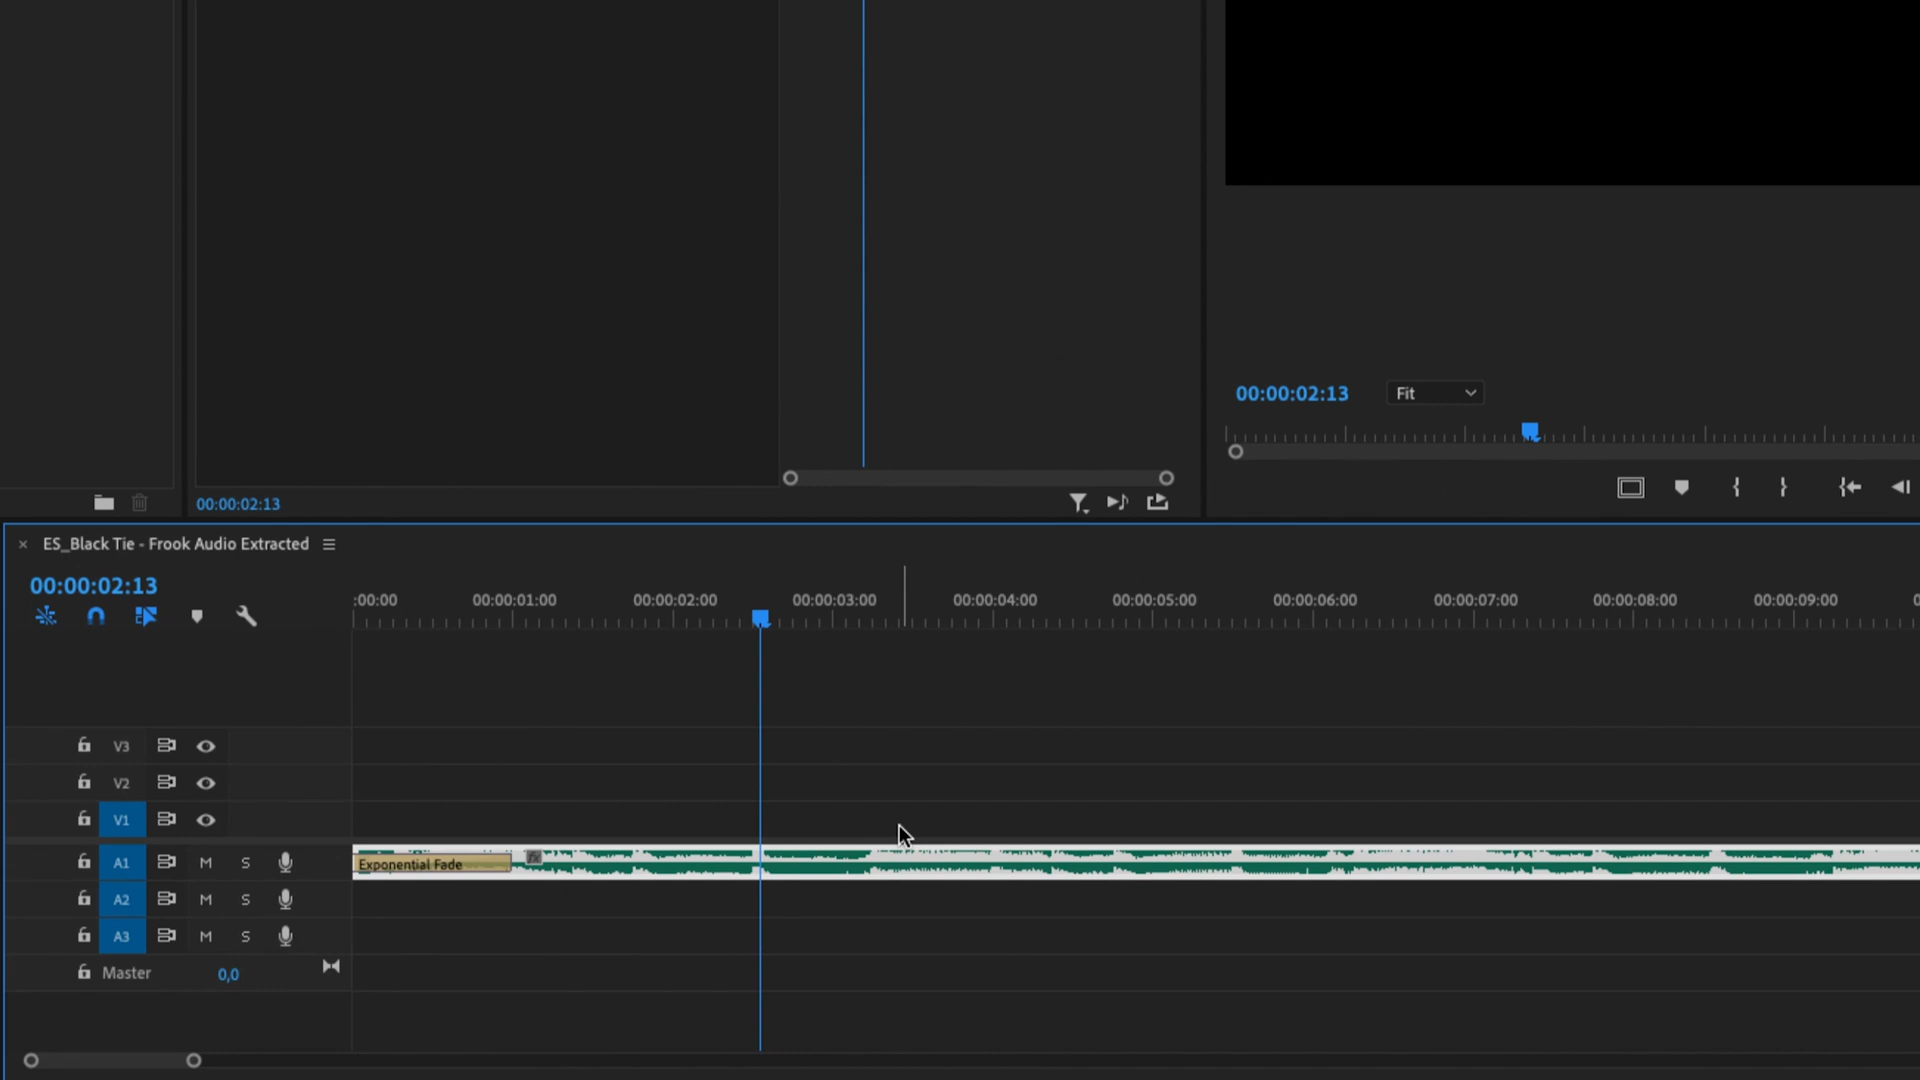 00:00:02:13
Fit
00:00:02:13
ES_Black Tie - Frook Audio Extracted
00:00:02:13
:00:00 00:00:01:00 00:00:02:00 00:00:03:00 00:00:04:00 00:00:05:00 00:00:06:00 00:00:07:00 00:00:08:00 00:00:09:00 0
V3
V2
V1
A1 M S
Exponential Fade fx
A2 M S
A3 M S
Master 0,0